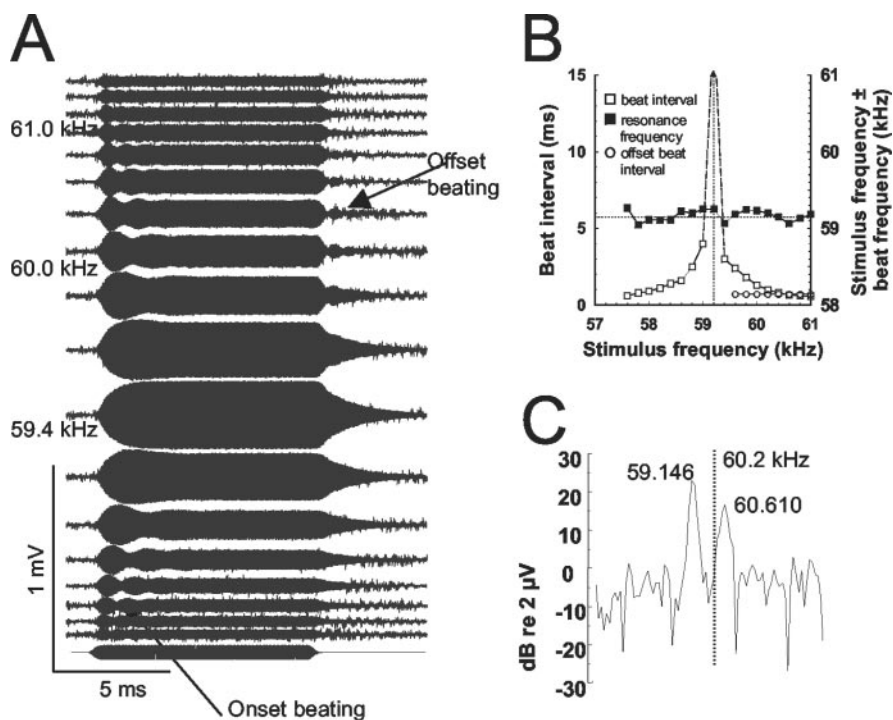 A
61.0 kHz
Offset
beating
60.0 kHz
59.4 kHz
1 mV
5 ms
Onset beating
B
15
10
5
0
Beat interval (ms)
beat interval
resonance
frequency
offset beat
interval
61
60
59
58
Stimulus frequency ±
beat frequency (kHz)
57 58 59 60 61
Stimulus frequency (kHz)
C
30
20
10
0
-10
-20
-30
dB re 2 µV
59.146
60.2 kHz
60.610